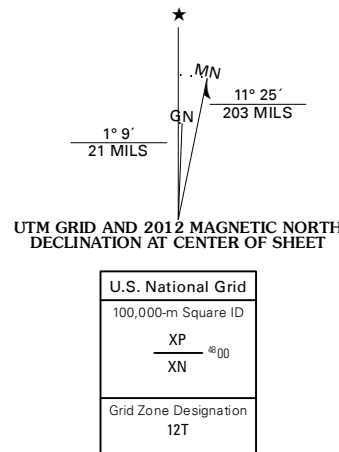 ★
MN
11° 25´
203 MILS
GN
1° 9´
21 MILS
UTM GRID AND 2012 MAGNETIC NORTH
DECLINATION AT CENTER OF SHEET
U.S. National Grid
100,000-m Square ID
XP
4800
XN
Grid Zone Designation
12T